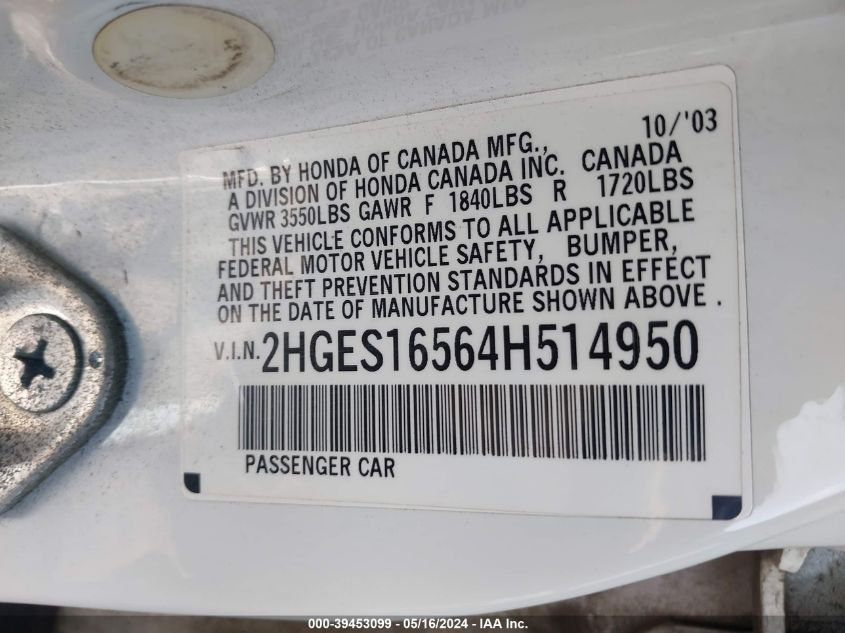 10/'03
MFD. BY HONDA OF CANADA MFG.,
A DIVISION OF HONDA CANADA INC. CANADA
GVWR 3550LBS GAWR F 1840LBS R 1720LBS
THIS VEHICLE CONFORMS TO ALL APPLICABLE
FEDERAL MOTOR VEHICLE SAFETY, BUMPER,
AND THEFT PREVENTION STANDARDS IN EFFECT
ON THE DATE OF MANUFACTURE SHOWN ABOVE .
V.I.N. 2HGES16564H514950
PASSENGER CAR
000-39453099 - 05/16/2024 - IAA Inc.